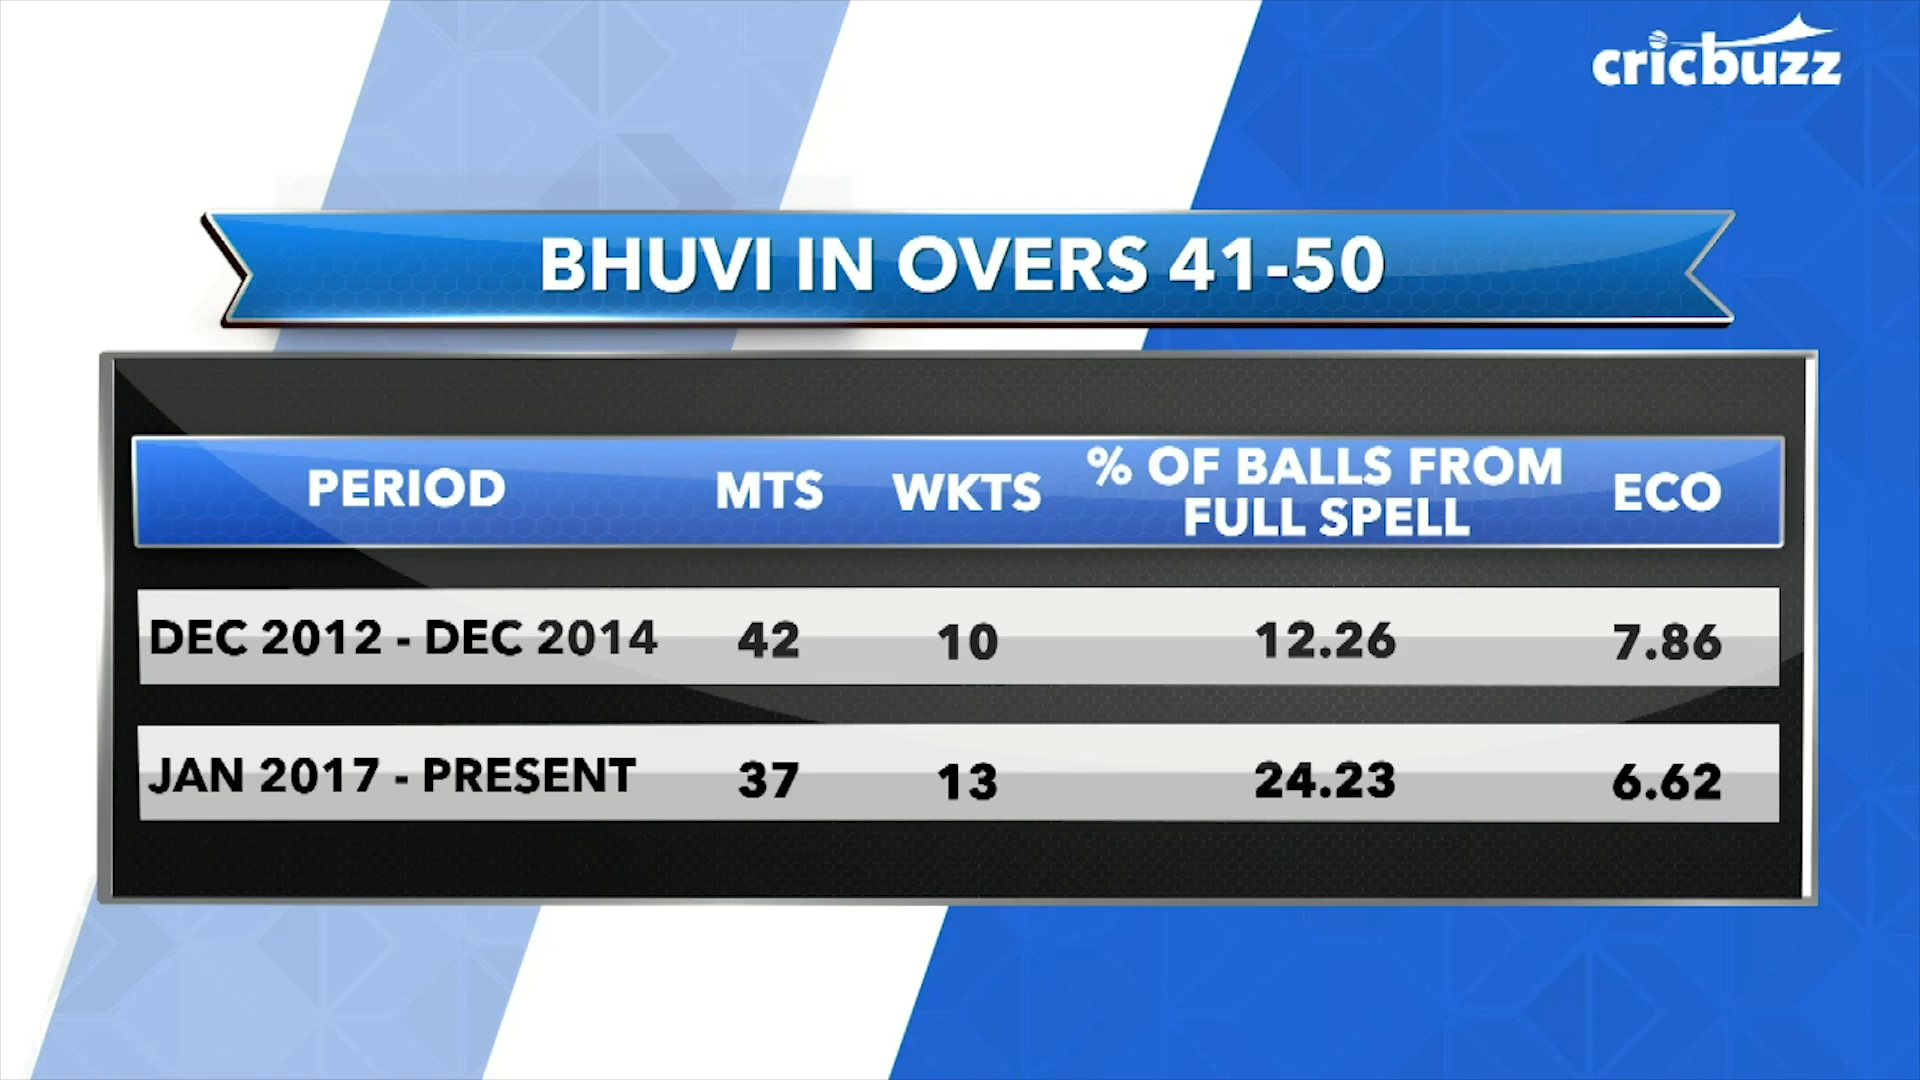 cricbuzz
BHUVI IN OVERS 41-50
PERIOD MTS WKTS % OF BALLS FROM FULL SPELL ECO
DEC 2012 - DEC 2014 42 10 12.26 7.86
JAN 2017 - PRESENT 37 13 24.23 6.62